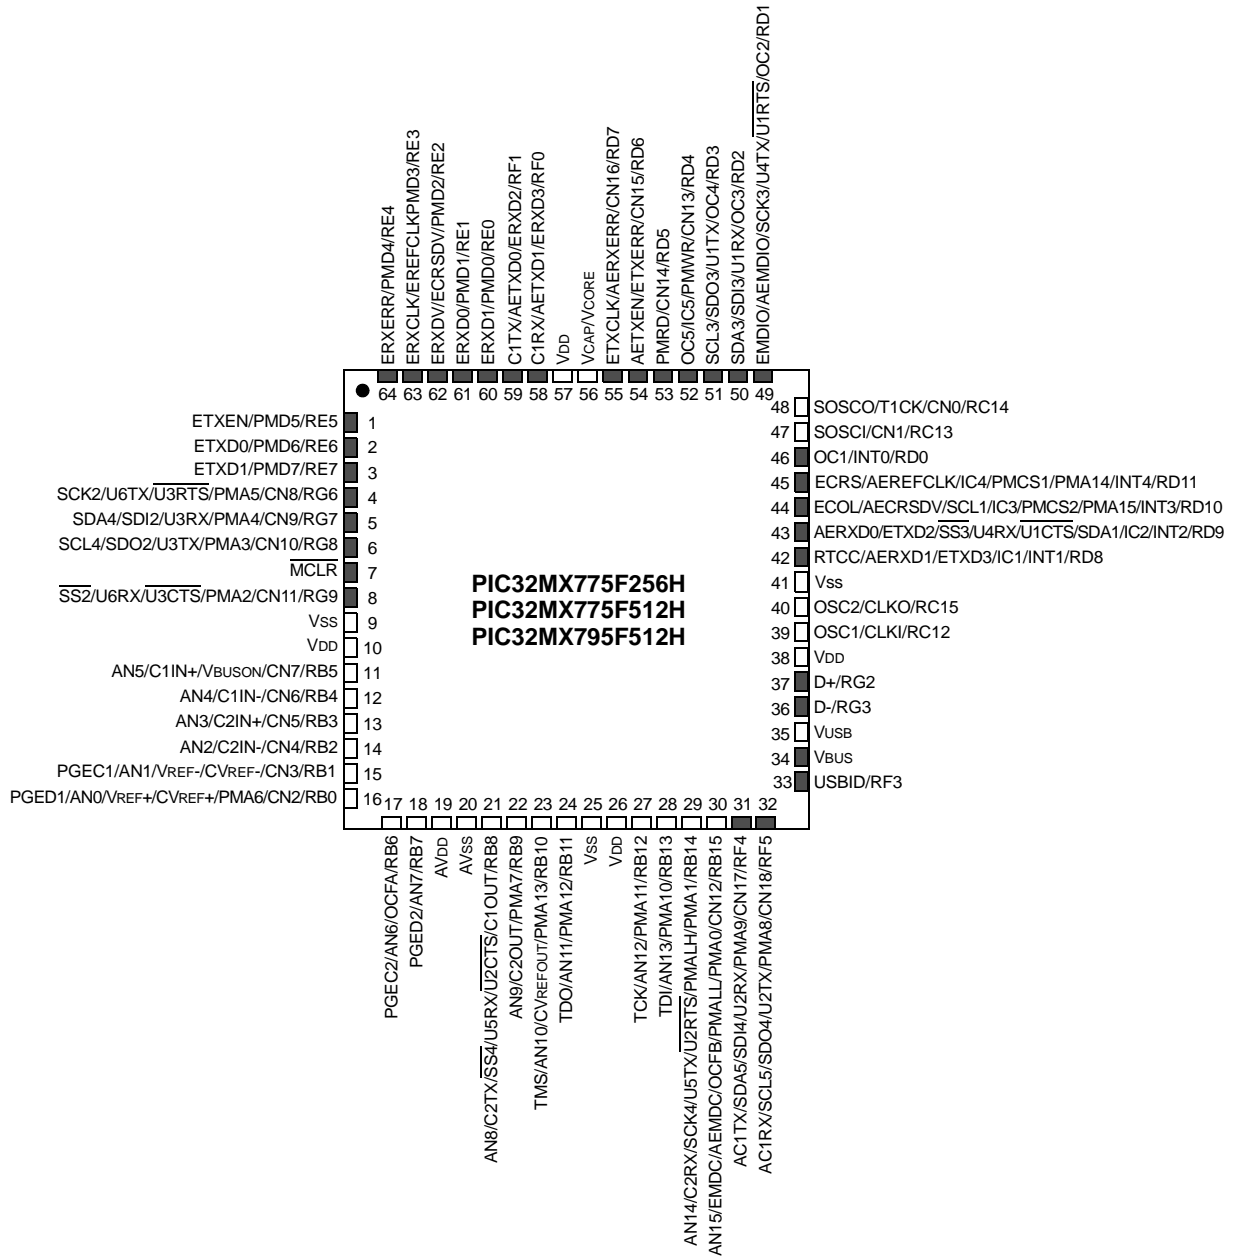 ERXERR/PMD4/RE4
ERXCLK/EREFCLKPMD3/RE3
ERXDV/ECRSDV/PMD2/RE2
ERXD0/PMD1/RE1
ERXD1/PMD0/RE0
C1TX/AETXD0/ERXD2/RF1
C1RX/AETXD1/ERXD3/RF0
VDD
VCAP/VCORE
ETXCLK/AERXERR/CN16/RD7
AETXEN/ETXERR/CN15/RD6
PMRD/CN14/RD5
OC5/IC5/PMWR/CN13/RD4
SCL3/SDO3/U1TX/OC4/RD3
SDA3/SDI3/U1RX/OC3/RD2
EMDIO/AEMDIO/SCK3/U4TX/U1RTS/OC2/RD1
64 63 62 61 60 59 58 57 56 55 54 53 52 51 50 49
ETXEN/PMD5/RE5 1
ETXD0/PMD6/RE6 2
ETXD1/PMD7/RE7 3
SCK2/U6TX/U3RTS/PMA5/CN8/RG6 4
SDA4/SDI2/U3RX/PMA4/CN9/RG7 5
SCL4/SDO2/U3TX/PMA3/CN10/RG8 6
MCLR 7
SS2/U6RX/U3CTS/PMA2/CN11/RG9 8
VSS 9
VDD 10
AN5/C1IN+/VBUSON/CN7/RB5 11
AN4/C1IN-/CN6/RB4 12
AN3/C2IN+/CN5/RB3 13
AN2/C2IN-/CN4/RB2 14
PGEC1/AN1/VREF-/CVREF-/CN3/RB1 15
PGED1/AN0/VREF+/CVREF+/PMA6/CN2/RB0 16
PIC32MX775F256H
PIC32MX775F512H
PIC32MX795F512H
48 SOSCO/T1CK/CN0/RC14
47 SOSCI/CN1/RC13
46 OC1/INT0/RD0
45 ECRS/AEREFCLK/IC4/PMCS1/PMA14/INT4/RD11
44 ECOL/AECRSDV/SCL1/IC3/PMCS2/PMA15/INT3/RD10
43 AERXD0/ETXD2/SS3/U4RX/U1CTS/SDA1/IC2/INT2/RD9
42 RTCC/AERXD1/ETXD3/IC1/INT1/RD8
41 Vss
40 OSC2/CLKO/RC15
39 OSC1/CLKI/RC12
38 VDD
37 D+/RG2
36 D-/RG3
35 VUSB
34 VBUS
33 USBID/RF3
17 18 19 20 21 22 23 24 25 26 27 28 29 30 31 32
PGEC2/AN6/OCFA/RB6
PGED2/AN7/RB7
AVDD
AVSS
AN8/C2TX/SS4/U5RX/U2CTS/C1OUT/RB8
AN9/C2OUT/PMA7/RB9
TMS/AN10/CVREFOUT/PMA13/RB10
TDO/AN11/PMA12/RB11
VSS
VDD
TCK/AN12/PMA11/RB12
TDI/AN13/PMA10/RB13
AN14/C2RX/SCK4/U5TX/U2RTS/PMALH/PMA1/RB14
AN15/EMDC/AEMDC/OCFB/PMALL/PMA0/CN12/RB15
AC1TX/SDA5/SDI4/U2RX/PMA9/CN17/RF4
AC1RX/SCL5/SDO4/U2TX/PMA8/CN18/RF5